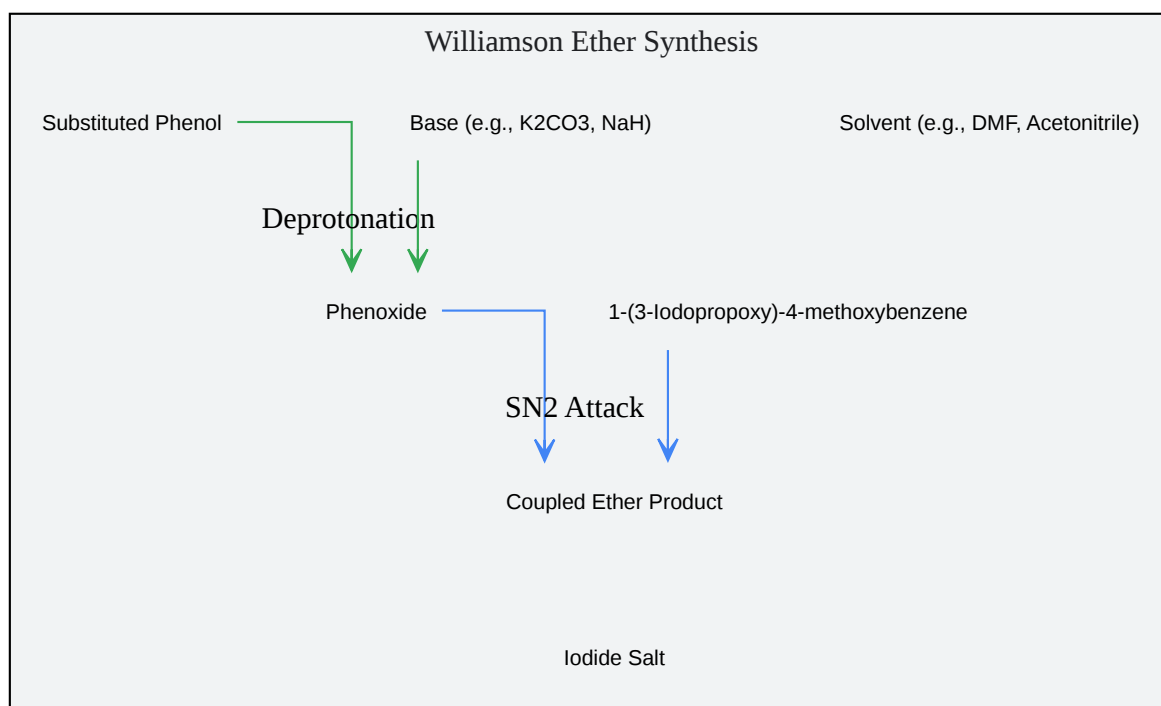 Williamson Ether Synthesis
Substituted Phenol
Base (e.g., K2CO3, NaH)
Solvent (e.g., DMF, Acetonitrile)
Deprotonation
Phenoxide
1-(3-Iodopropoxy)-4-methoxybenzene
SN2 Attack
Coupled Ether Product
Iodide Salt